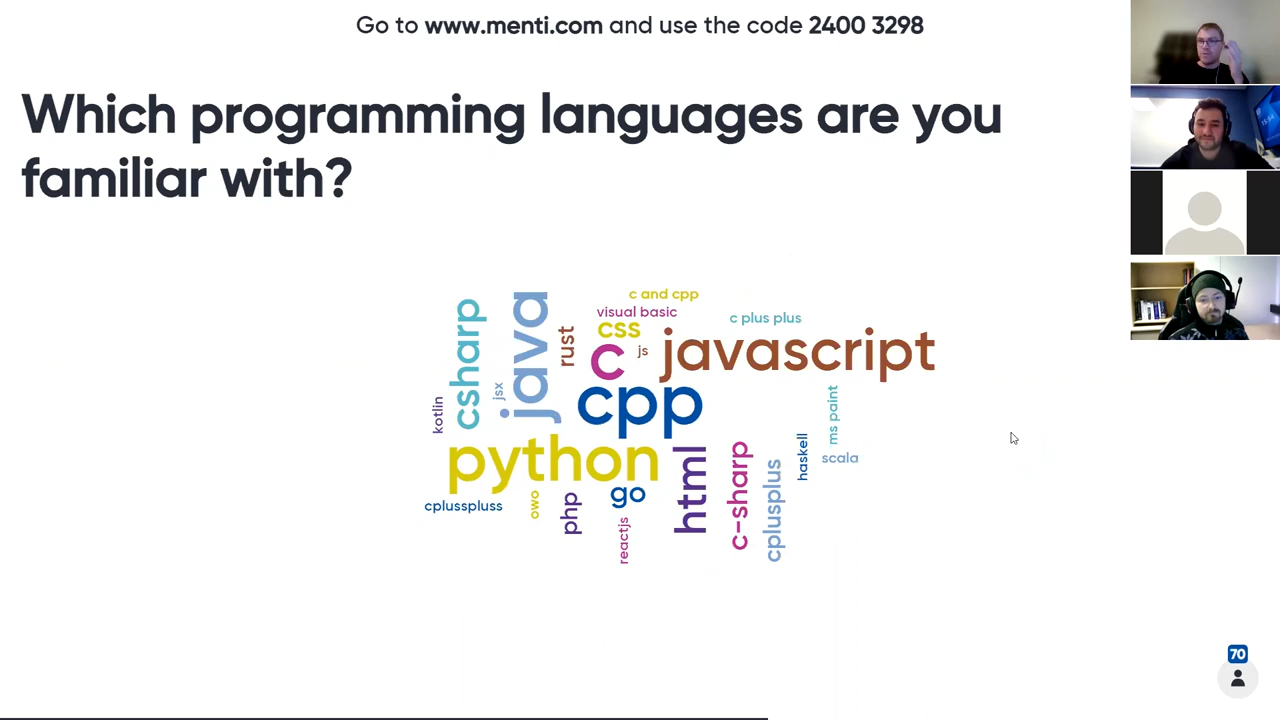 Go to www.menti.com and use the code 2400 3298
Which programming languages are you
familiar with?
c and cpp
visual basic
c plus plus
css
js
javascript
c
rust
java
csharp
jsx
kotlin
cpp
ms paint
python
html
c-sharp
cplusplus
haskell
scala
cplusspluss
owo
php
go
reactjs
70